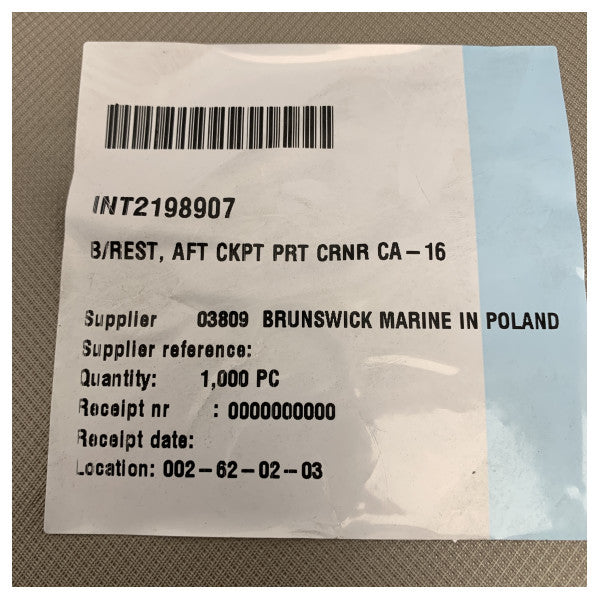 INT2198907
B/REST, AFT CKPT PRT CRNR CA-16
Supplier 03809 BRUNSWICK MARINE IN POLAND
Supplier reference:
Quantity: 1,000 PC
Receipt nr : 0000000000
Receipt date:
Location: 002-62-02-03